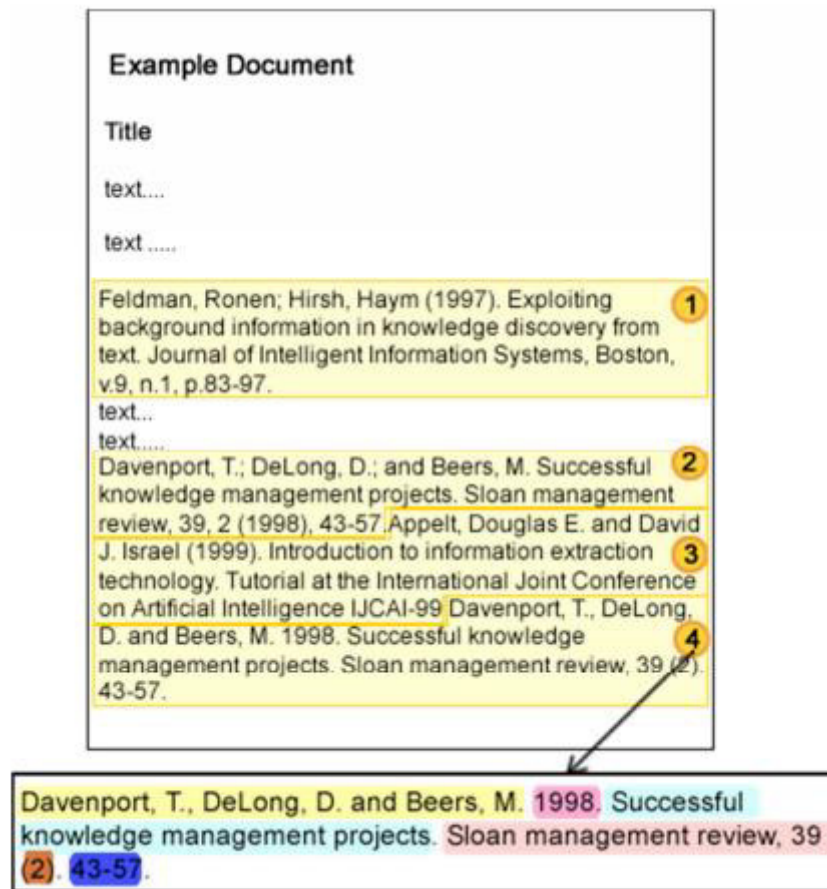 Example Document
Title
text....
text .....
Feldman, Ronen; Hirsh, Haym (1997). Exploiting
1
background information in knowledge discovery from
text. Journal of Intelligent Information Systems, Boston,
v.9, n.1, p.83-97.
text...
text.....
Davenport, T.; DeLong, D.; and Beers, M. Successful
2
knowledge management projects. Sloan management
review, 39, 2 (1998), 43-57. Appelt, Douglas E. and David
J. Israel (1999). Introduction to information extraction
3
technology. Tutorial at the International Joint Conference
on Artificial Intelligence IJCAI-99 Davenport, T., DeLong,
D. and Beers, M. 1998. Successful knowledge
4
management projects. Sloan management review, 39 (2).
43-57.
Davenport, T., DeLong, D. and Beers, M. 1998. Successful
knowledge management projects. Sloan management review, 39
(2). 43-57.